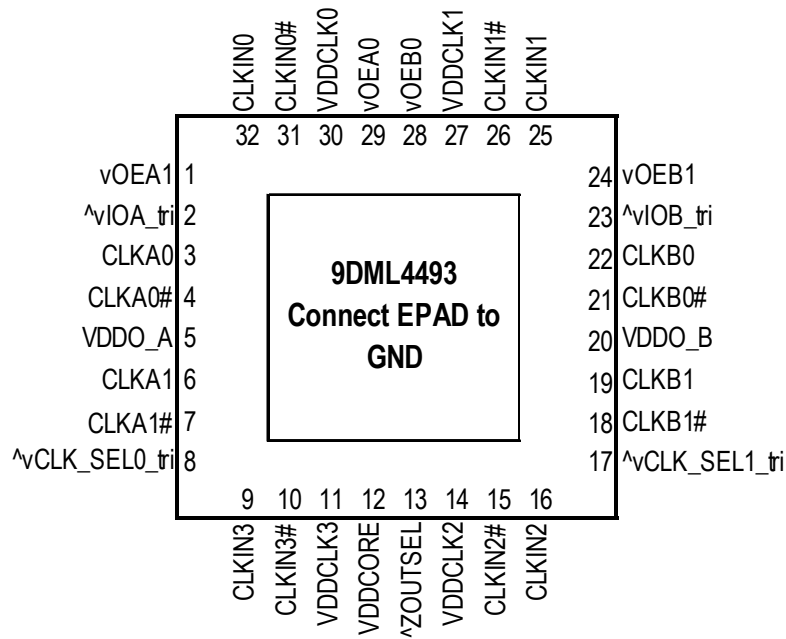 CLKIN0
CLKIN0#
VDDCLK0
vOEA0
vOEB0
VDDCLK1
CLKIN1#
CLKIN1
32 31 30 29 28 27 26 25
vOEA1 1
^vIOA_tri 2
CLKA0 3
CLKA0# 4
VDDO_A 5
CLKA1 6
CLKA1# 7
^vCLK_SEL0_tri 8
9DML4493
Connect EPAD to
GND
24 vOEB1
23 ^vIOB_tri
22 CLKB0
21 CLKB0#
20 VDDO_B
19 CLKB1
18 CLKB1#
17 ^vCLK_SEL1_tri
9 10 11 12 13 14 15 16
CLKIN3
CLKIN3#
VDDCLK3
VDDCORE
^ZOUTSEL
VDDCLK2
CLKIN2#
CLKIN2